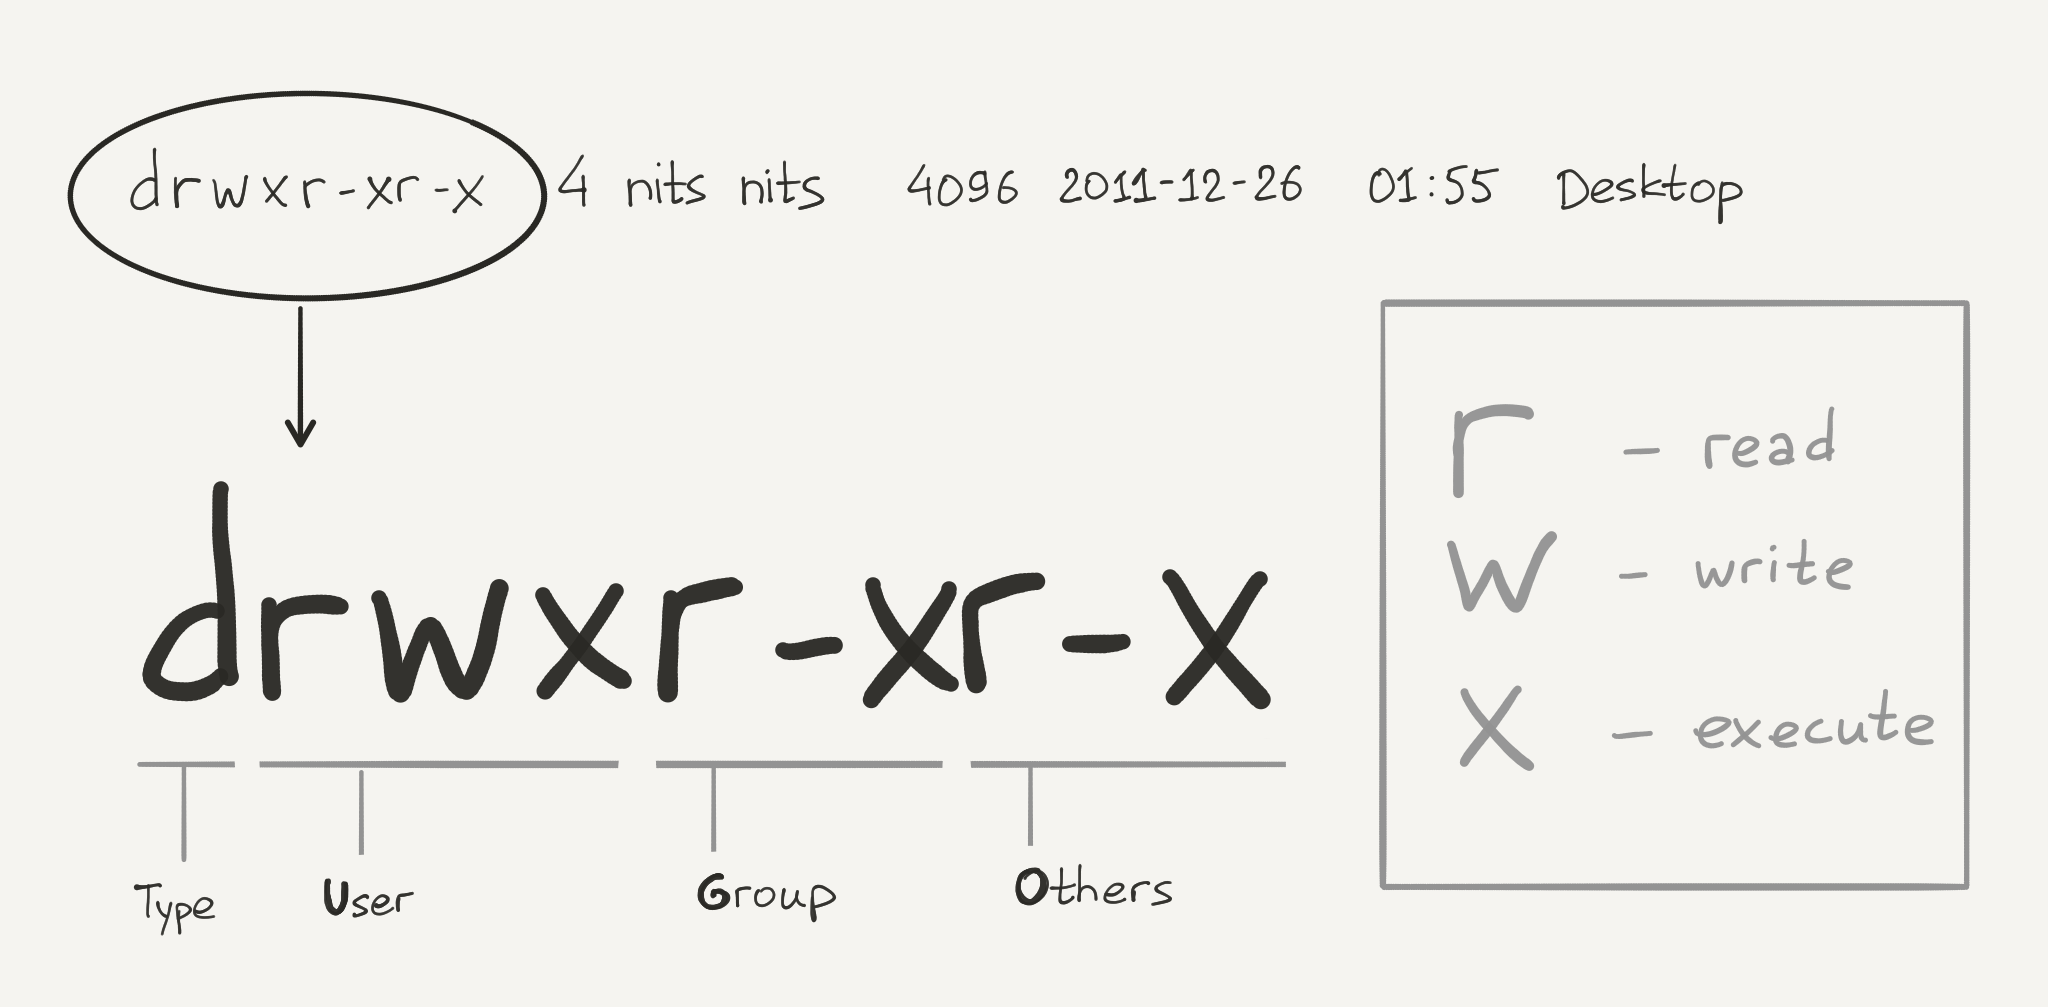 drwxr-xr-x 4 nits nits 4096 2011-12-26 01:55 Desktop
r - read
w - write
x - execute
drwxr-xr-x
Type User Group Others